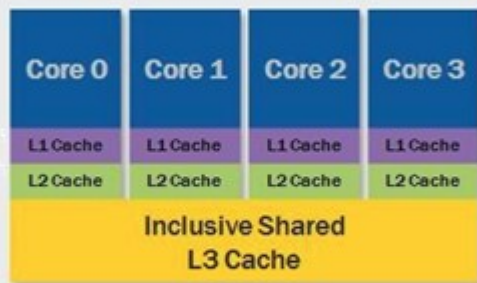 Core 0 Core 1 Core 2 Core 3
L1 Cache L1 Cache L1 Cache L1 Cache
L2 Cache L2 Cache L2 Cache L2 Cache
Inclusive Shared
L3 Cache